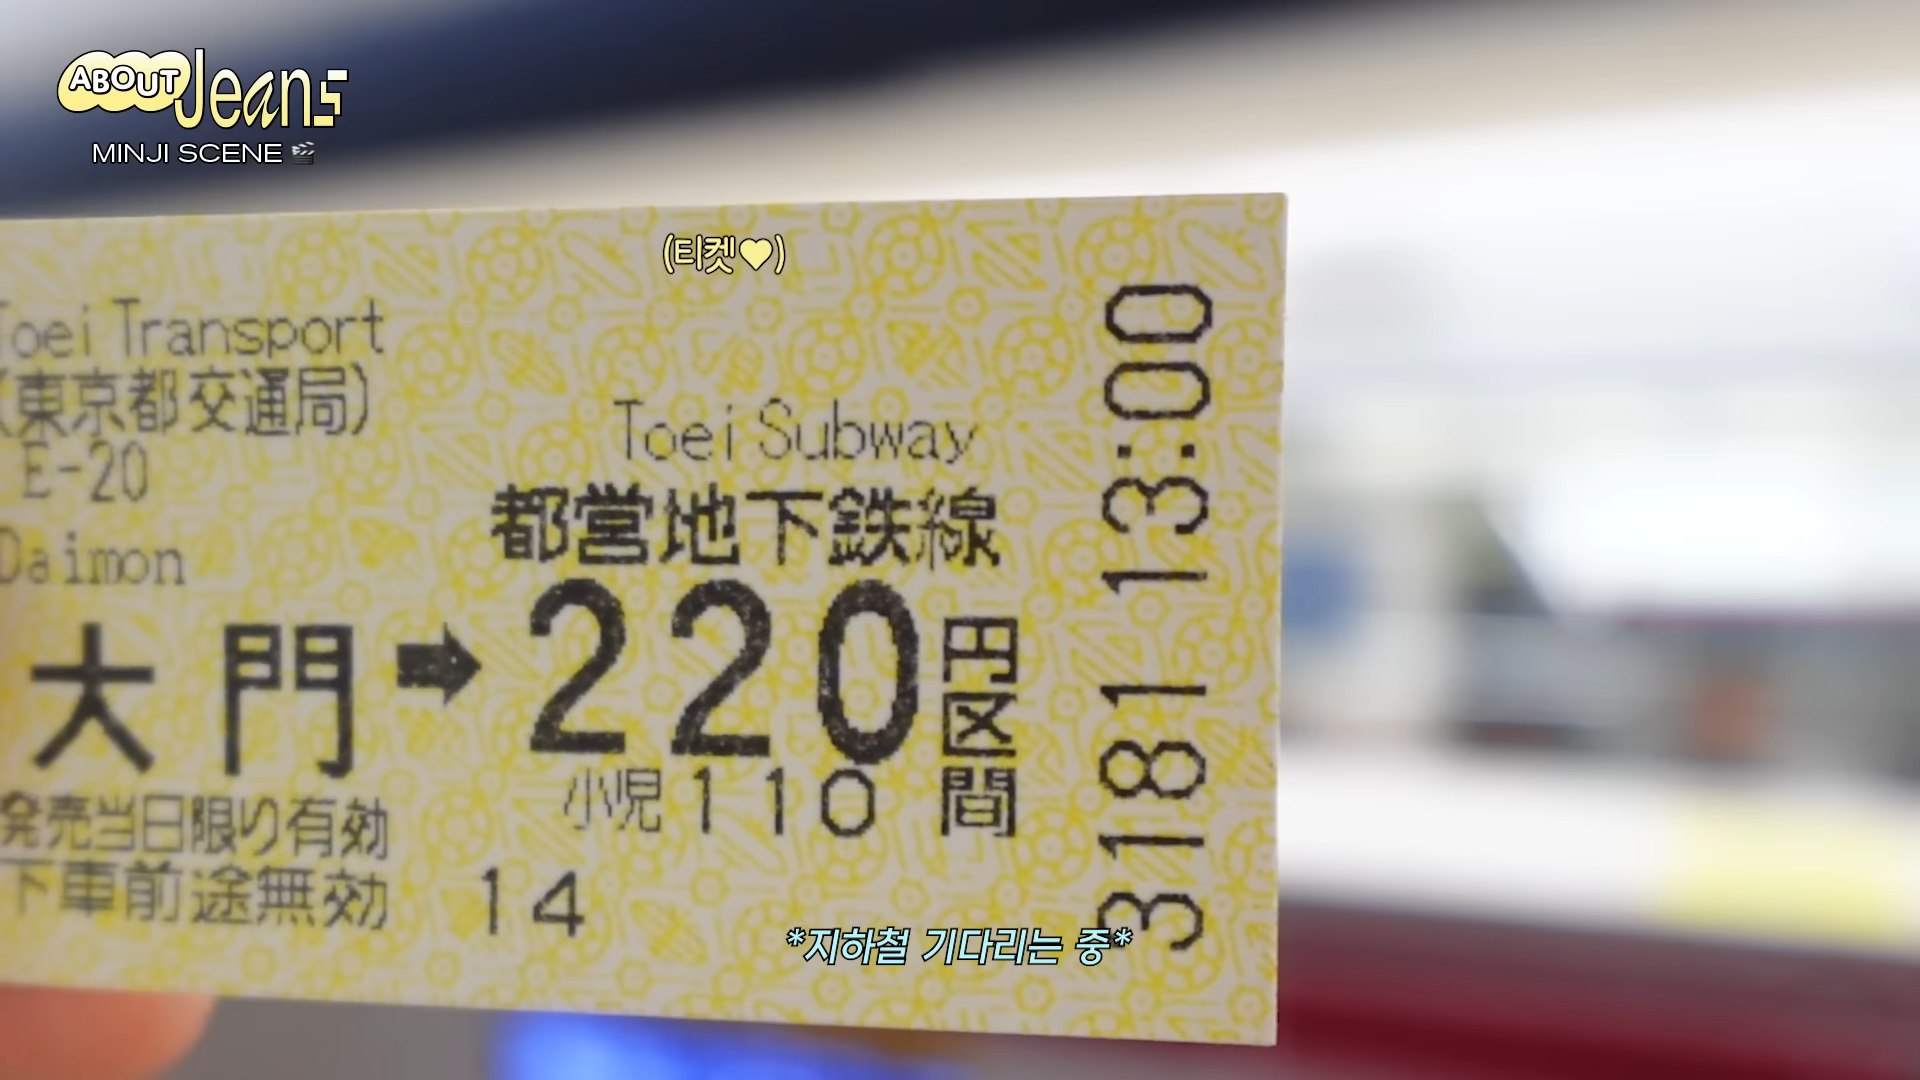 ABOUT Jeans
MINJI SCENE
(티켓♥)
Toei Transport
(東京都交通局)
E-20
Daimon
大門➡
発売当日限り有効
下車前途無効
Toei Subway
都営地下鉄線
220円区間
小児110
14
3181 13:00
*지하철 기다리는 중*